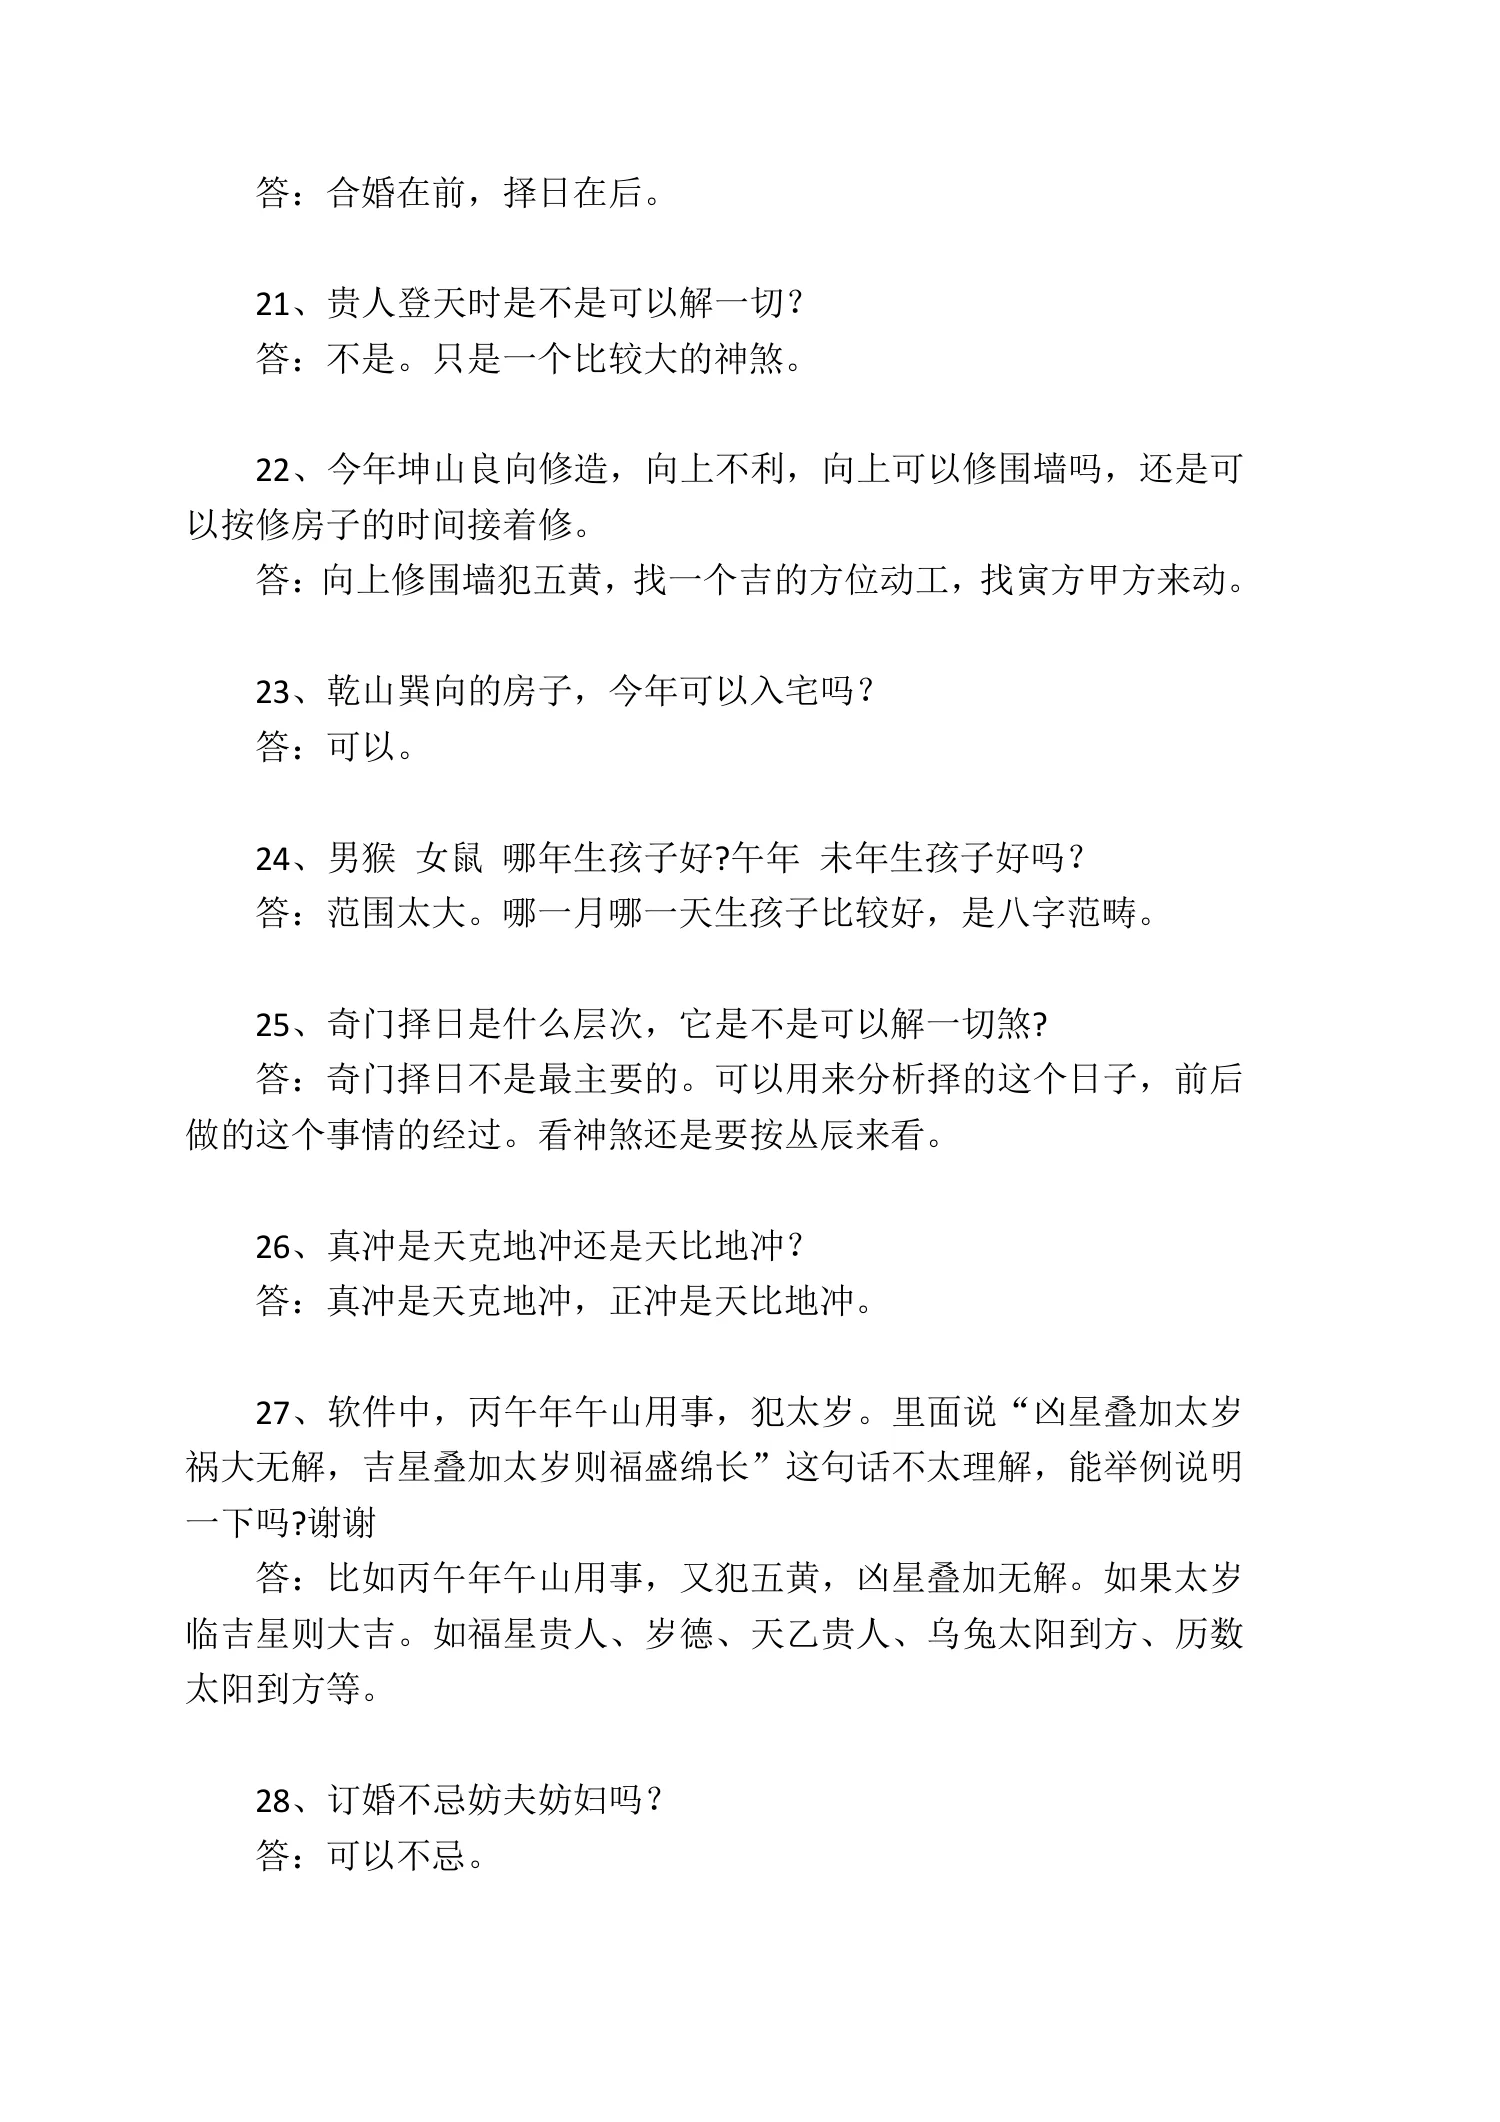 答：合婚在前，择日在后。
21、贵人登天时是不是可以解一切？
答：不是。只是一个比较大的神煞。
22、今年坤山良向修造，向上不利，向上可以修围墙吗，还是可
以按修房子的时间接着修。
答：向上修围墙犯五黄，找一个吉的方位动工，找寅方甲方来动。
23、乾山巽向的房子，今年可以入宅吗？
答：可以。
24、男猴 女鼠 哪年生孩子好?午年 未年生孩子好吗？
答：范围太大。哪一月哪一天生孩子比较好，是八字范畴。
25、奇门择日是什么层次，它是不是可以解一切煞?
答：奇门择日不是最主要的。可以用来分析择的这个日子，前后
做的这个事情的经过。看神煞还是要按丛辰来看。
26、真冲是天克地冲还是天比地冲？
答：真冲是天克地冲，正冲是天比地冲。
27、软件中，丙午年午山用事，犯太岁。里面说“凶星叠加太岁
祸大无解，吉星叠加太岁则福盛绵长”这句话不太理解，能举例说明
一下吗?谢谢
答：比如丙午年午山用事，又犯五黄，凶星叠加无解。如果太岁
临吉星则大吉。如福星贵人、岁德、天乙贵人、乌兔太阳到方、历数
太阳到方等。
28、订婚不忌妨夫妨妇吗？
答：可以不忌。